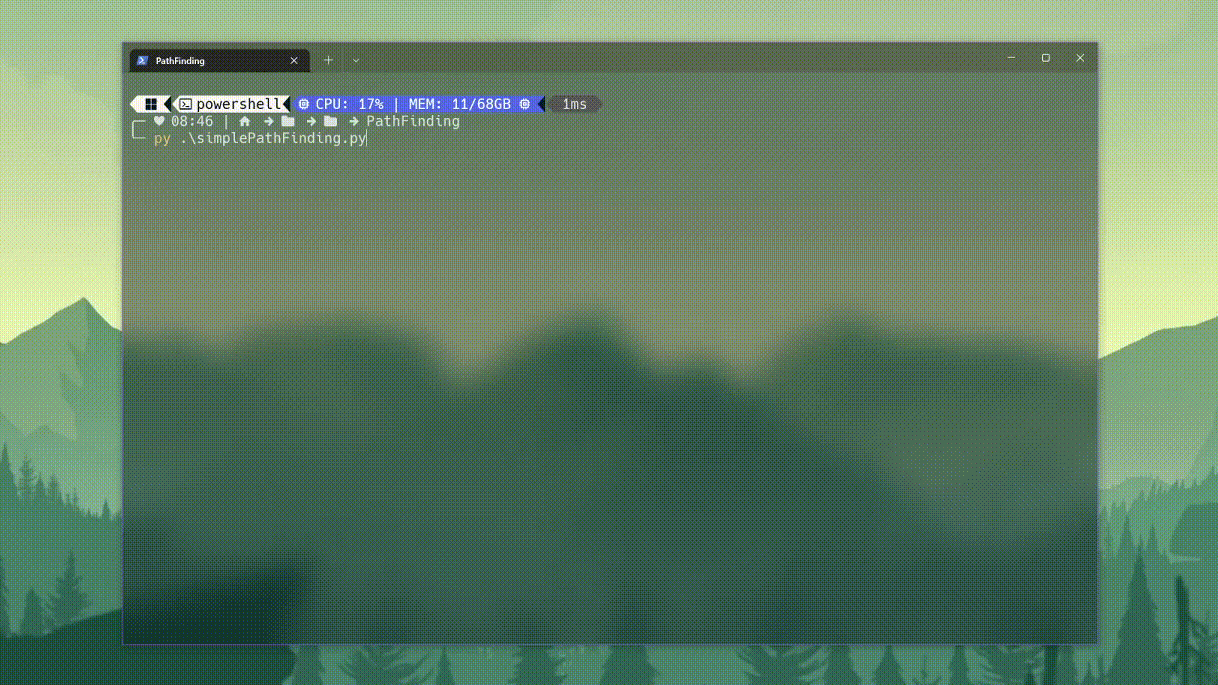 PathFinding
powershell CPU: 17% | MEM: 11/68GB 1ms
08:46 | PathFinding
py .\simplePathFinding.py